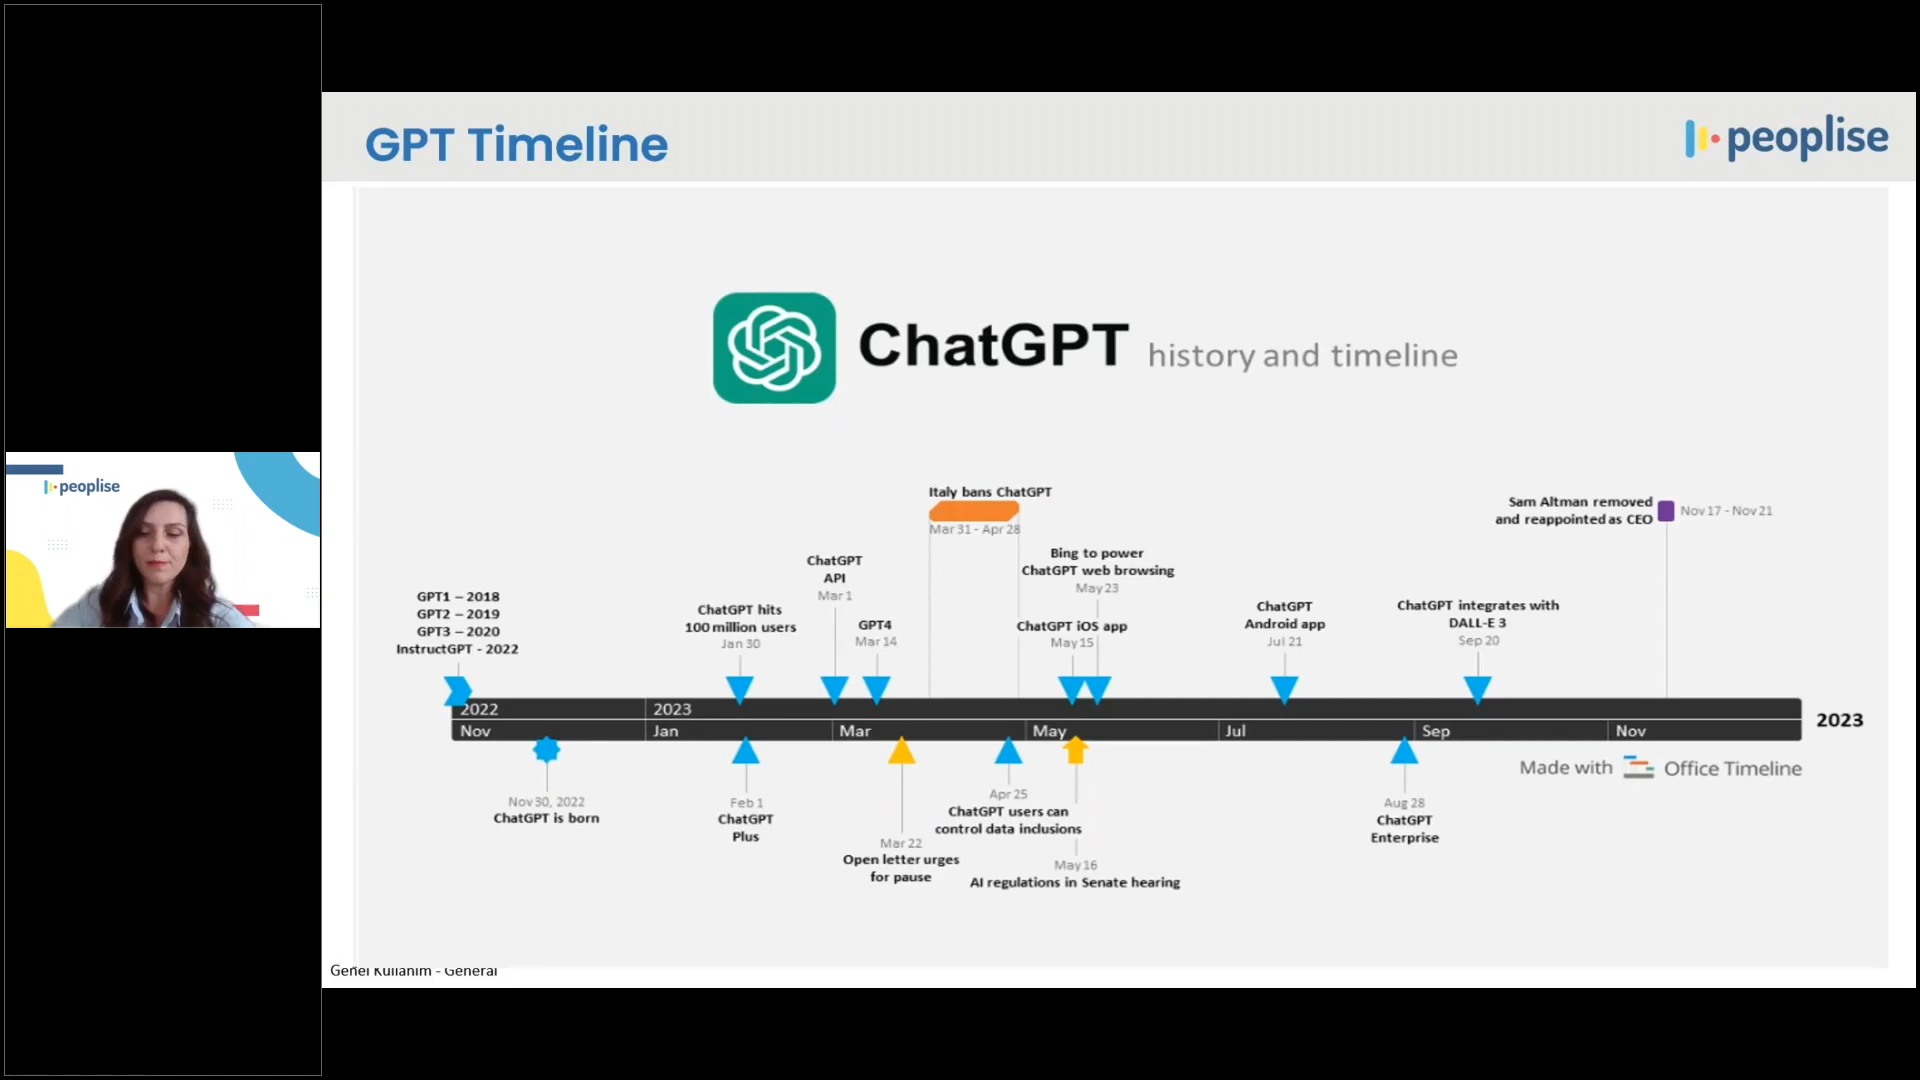 GPT Timeline
peoplise
peoplise
ChatGPT history and timeline
Italy bans ChatGPT
Mar 31 - Apr 28
Sam Altman removed
and reappointed as CEO
Nov 17 - Nov 21
Bing to power
ChatGPT web browsing
May 23
ChatGPT
API
Mar 1
GPT1 – 2018
GPT2 – 2019
GPT3 – 2020
InstructGPT - 2022
ChatGPT hits
100 million users
Jan 30
GPT4
Mar 14
ChatGPT iOS app
May 15
ChatGPT
Android app
Jul 21
ChatGPT integrates with
DALL-E 3
Sep 20
2022
2023
Nov
Jan
Mar
May
Jul
Sep
Nov
2023
Made with Office Timeline
Nov 30, 2022
ChatGPT is born
Feb 1
ChatGPT
Plus
Mar 22
Open letter urges
for pause
Apr 25
ChatGPT users can
control data inclusions
May 16
AI regulations in Senate hearing
Aug 28
ChatGPT
Enterprise
Genel Kullanım - General